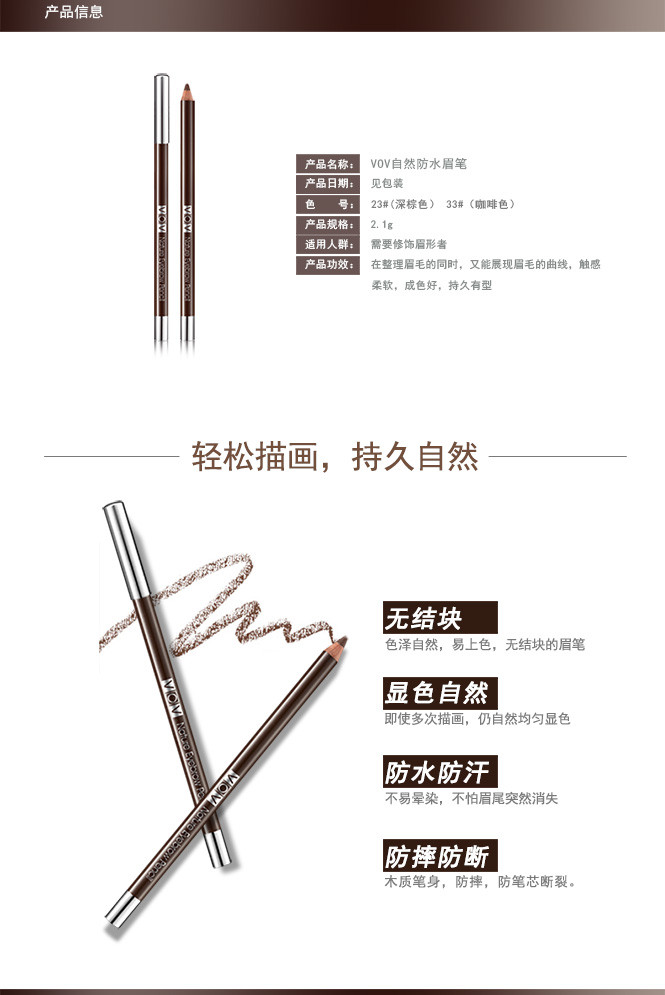 产品信息
产品名称： VOV自然防水眉笔
产品日期： 见包装
色 号： 23#(深棕色） 33#（咖啡色）
产品规格： 2.1g
适用人群： 需要修饰眉形者
产品功效： 在整理眉毛的同时，又能展现眉毛的曲线，触感
柔软，成色好，持久有型
VOV
VOV
轻松描画，持久自然
无结块
色泽自然，易上色，无结块的眉笔
显色自然
即使多次描画，仍自然均匀显色
防水防汗
不易晕染，不怕眉尾突然消失
防摔防断
木质笔身，防摔，防笔芯断裂。
VOV
VOV